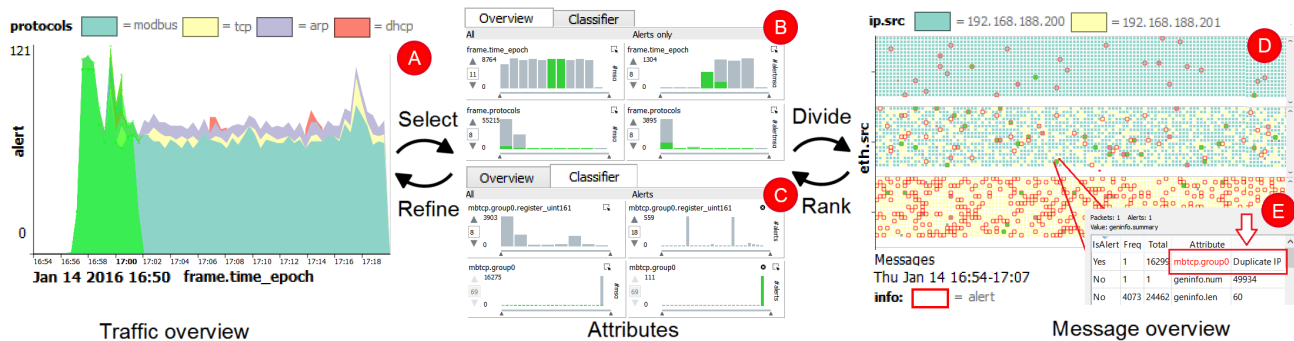 protocols = modbus = tcp = arp = dhcp
121
A
alert
0
16:54 16:56 16:58 17:00 17:02 17:04 17:06 17:08 17:10 17:12 17:14 17:16 17:18
Jan 14 2016 16:50 frame.time_epoch
Traffic overview
Select
Refine
Overview Classifier
B
All Alerts only
frame.time_epoch frame.time_epoch
8764 1304
11 8
0 0
#alertmsg
frame.protocols frame.protocols
55215 3895
8 8
0 0
#alertmsg
Overview Classifier
C
All Alerts
mbtcp.group0.register_uint161 mbtcp.group0.register_uint161
3903 559
8 18
0 0
#msg #alerts
mbtcp.group0 mbtcp.group0
16275 111
69 69
0 0
#msg #alerts
Attributes
Divide
Rank
ip.src = 192.168.188.200 = 192.168.188.201
D
eth.src
E
Packets: 1 Alerts: 1
Value: geninfo.summary
IsAlert Freq Total Attribute
Yes 1 16299 mbtcp.group0 Duplicate IP
No 1 1 geninfo.num 49934
No 4073 24462 geninfo.len 60
Messages
Thu Jan 14 16:54-17:07
info: = alert
Message overview